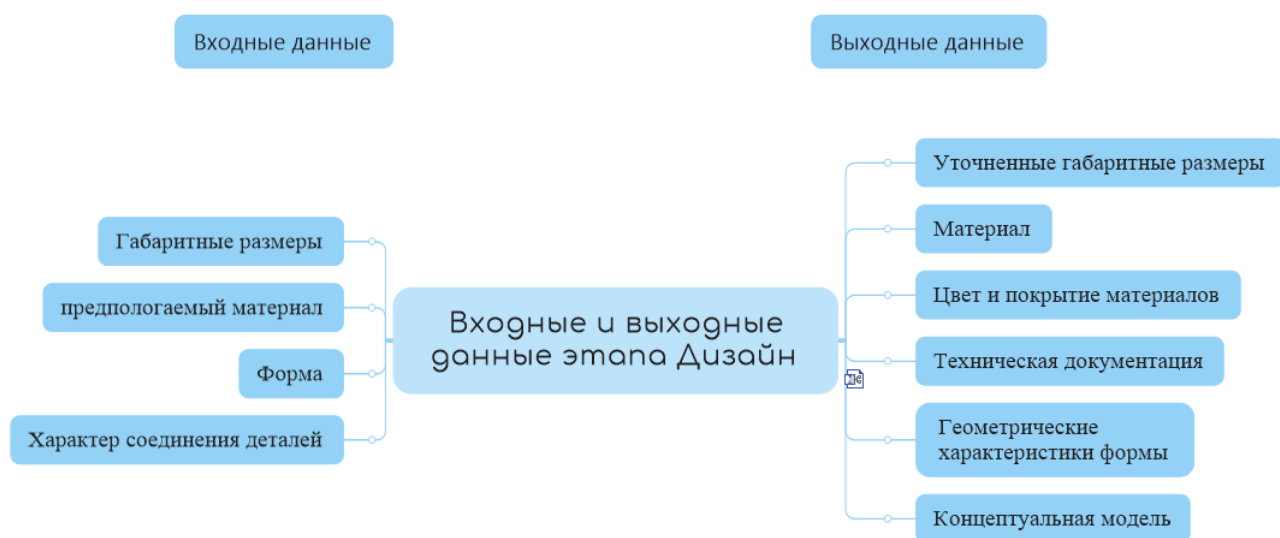 Входные данные
Выходные данные
Габаритные размеры
предпологаемый материал
Форма
Характер соединения деталей
Входные и выходные
данные этапа Дизайн
Уточненные габаритные размеры
Материал
Цвет и покрытие материалов
Техническая документация
Геометрические
характеристики формы
Концептуальная модель